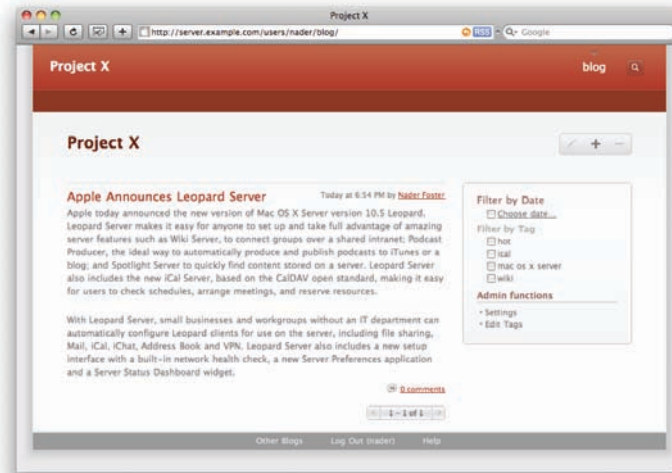 Project X
http://server.example.com/users/nader/blog/
RSS
Google
Project X
blog
Project X
Apple Announces Leopard Server
Today at 6:54 PM by Nader Foster
Apple today announced the new version of Mac OS X Server version 10.5 Leopard.
Leopard Server makes it easy for anyone to set up and take full advantage of amazing
server features such as Wiki Server, to connect groups over a shared intranet; Podcast
Producer, the ideal way to automatically produce and publish podcasts to iTunes or a
blog; and Spotlight Server to quickly find content stored on a server. Leopard Server
also includes the new iCal Server, based on the CalDAV open standard, making it easy
for users to check schedules, arrange meetings, and reserve resources.
With Leopard Server, small businesses and workgroups without an IT department can
automatically configure Leopard clients for use on the server, including file sharing,
Mail, iCal, iChat, Address Book and VPN. Leopard Server also includes a new setup
interface with a built-in network health check, a new Server Preferences application
and a Server Status Dashboard widget.
0 comments
1 - 1 of 1
Filter by Date
Choose date...
Filter by Tag
hot
ical
mac os x server
wiki
Admin functions
• Settings
• Edit Tags
Other Blogs
Log Out (nader)
Help